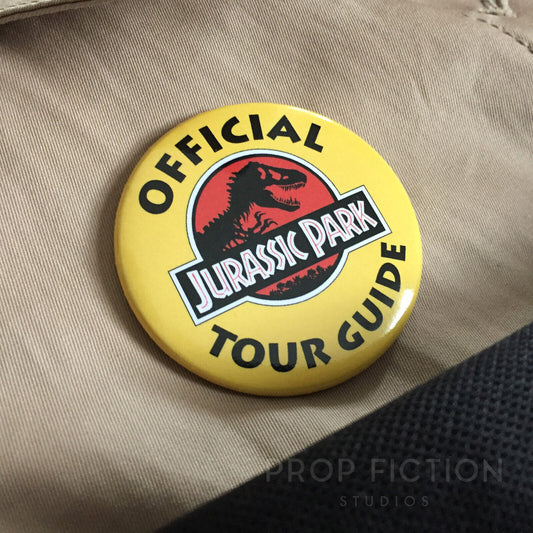 OFFICIAL
JURASSIC PARK
TOUR GUIDE
PROP FICTION
STUDIOS